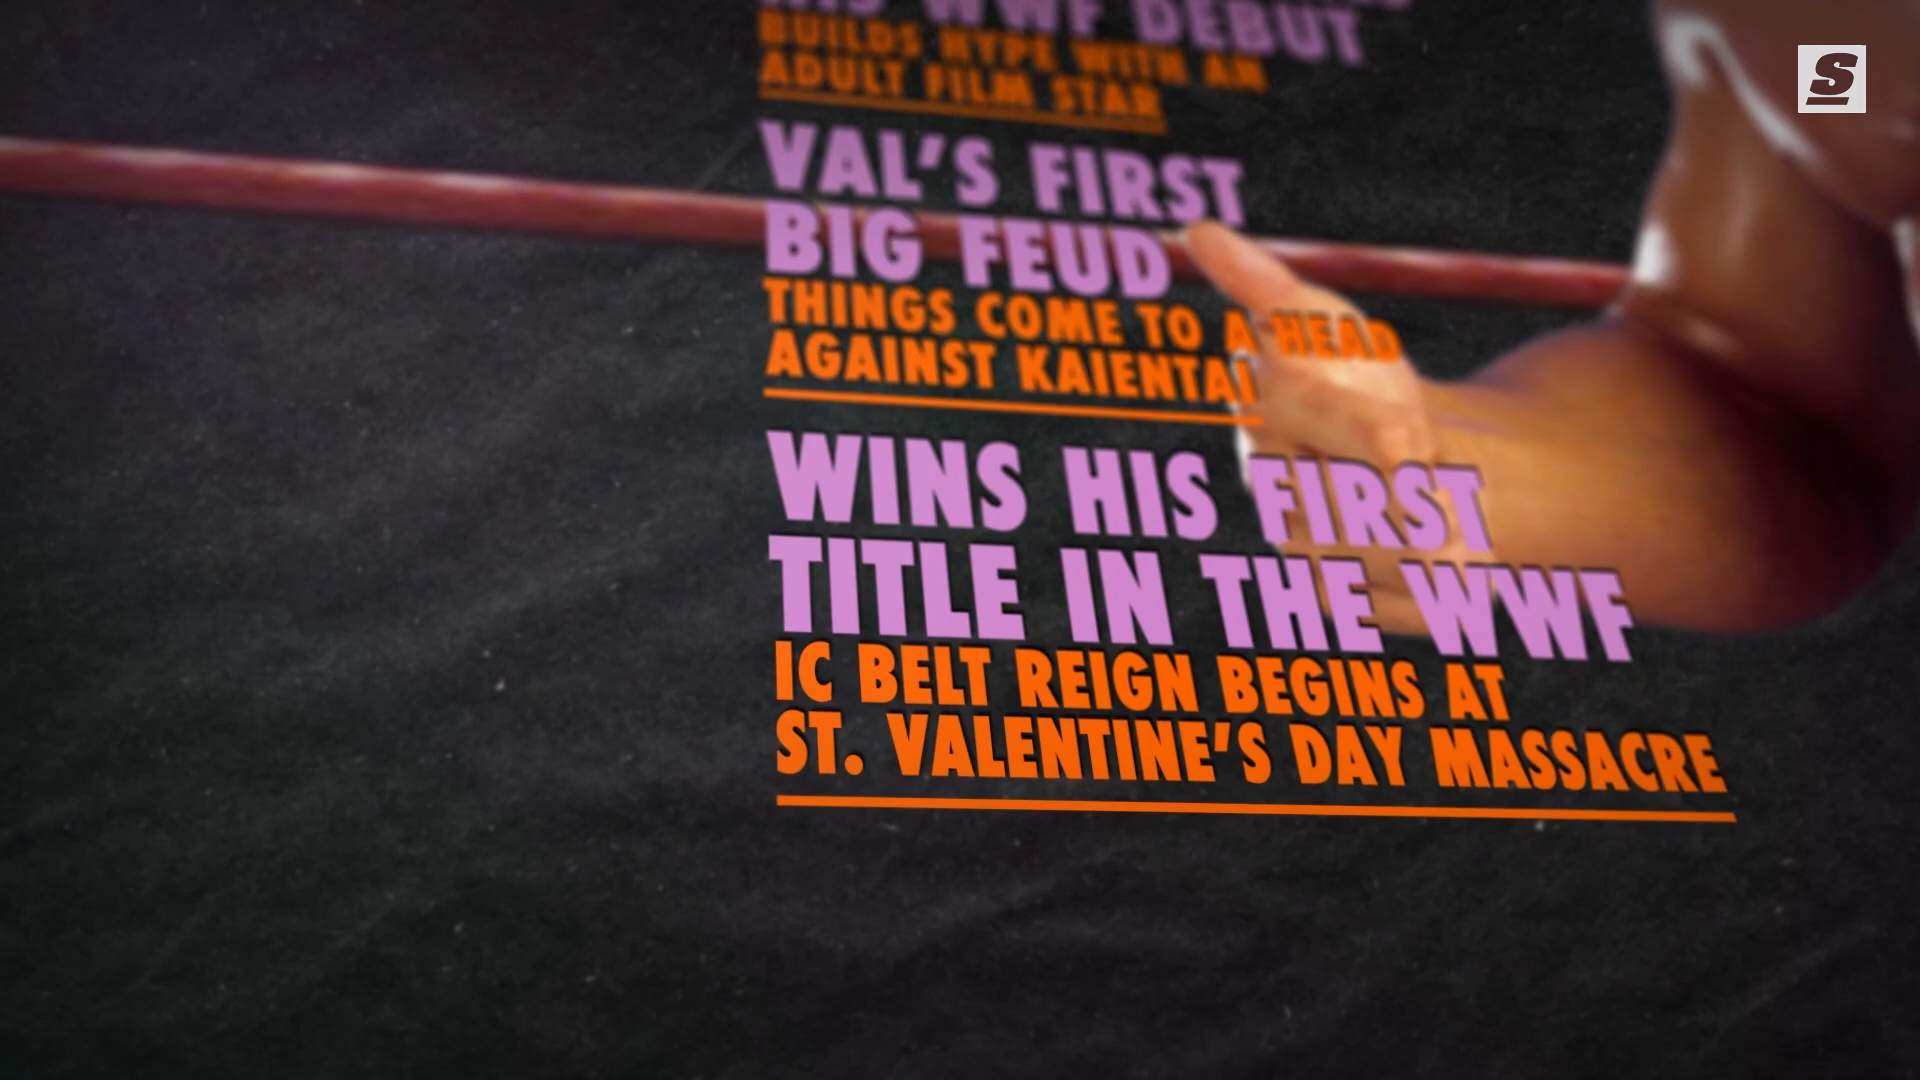 HIS WWF DEBUT
BUILDS HYPE WITH AN
ADULT FILM STAR
VAL'S FIRST
BIG FEUD
THINGS COME TO A HEAD
AGAINST KAIENTAI
WINS HIS FIRST
TITLE IN THE WWF
IC BELT REIGN BEGINS AT
ST. VALENTINE'S DAY MASSACRE
S